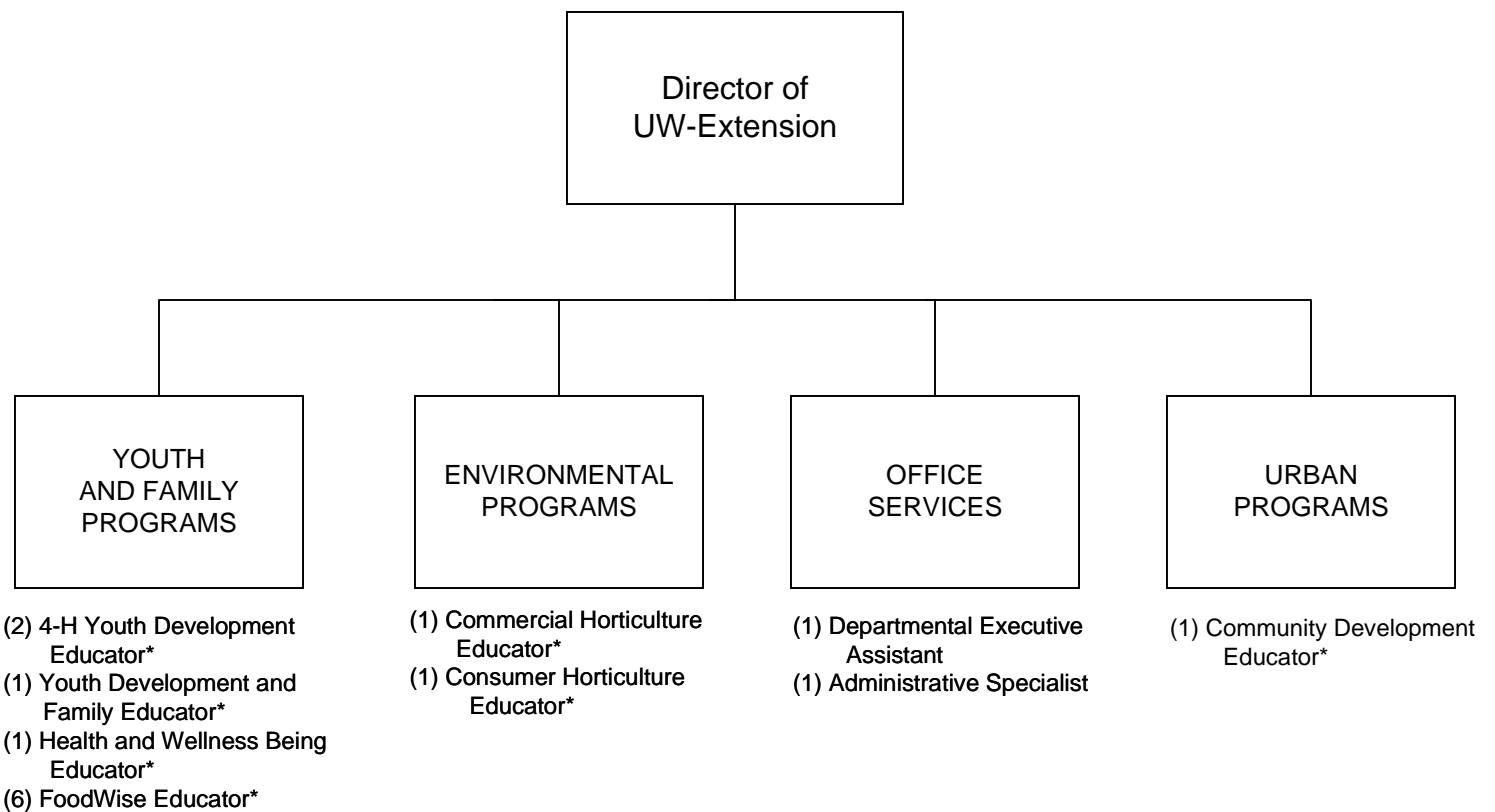 Director of
UW-Extension
YOUTH
AND FAMILY
PROGRAMS
ENVIRONMENTAL
PROGRAMS
OFFICE
SERVICES
URBAN
PROGRAMS
(2) 4-H Youth Development
Educator*
(1) Youth Development and
Family Educator*
(1) Health and Wellness Being
Educator*
(6) FoodWise Educator*
(1) Commercial Horticulture
Educator*
(1) Consumer Horticulture
Educator*
(1) Departmental Executive
Assistant
(1) Administrative Specialist
(1) Community Development
Educator*